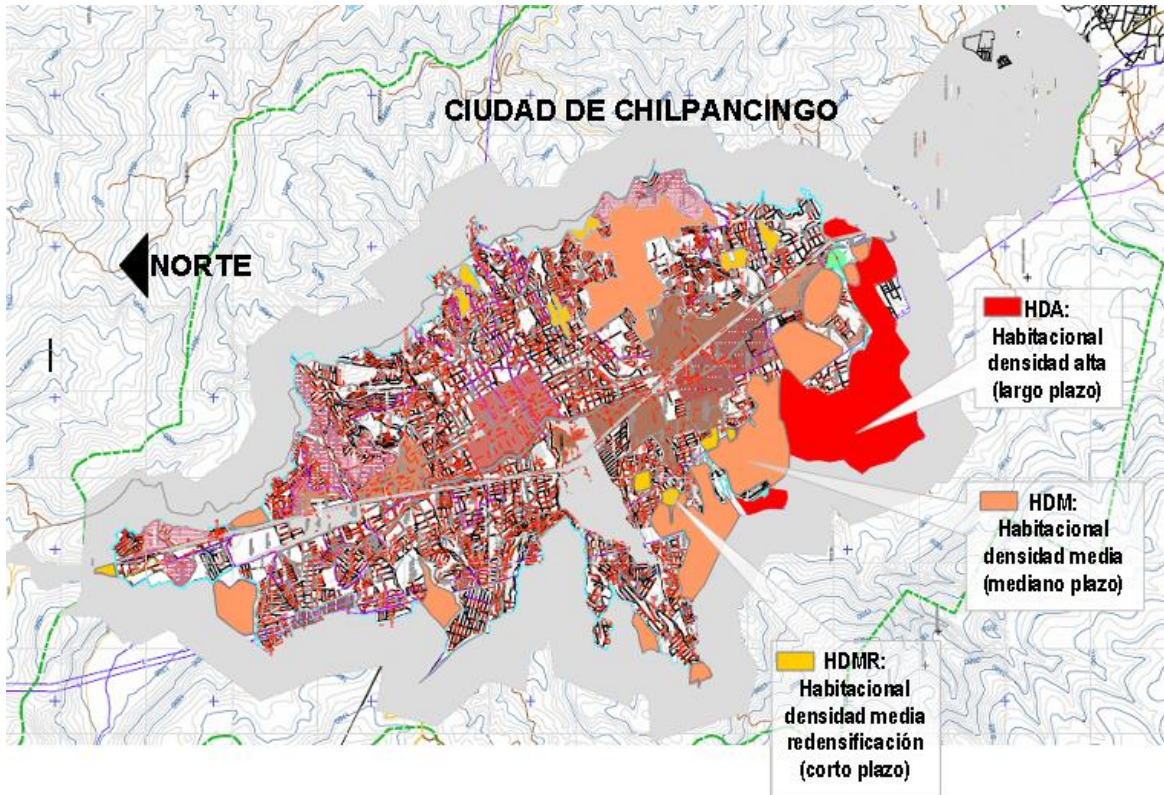 CIUDAD DE CHILPANCINGO
NORTE
HDA:
Habitacional
densidad alta
(largo plazo)
HDM:
Habitacional
densidad media
(mediano plazo)
HDMR:
Habitacional
densidad media
redensificación
(corto plazo)